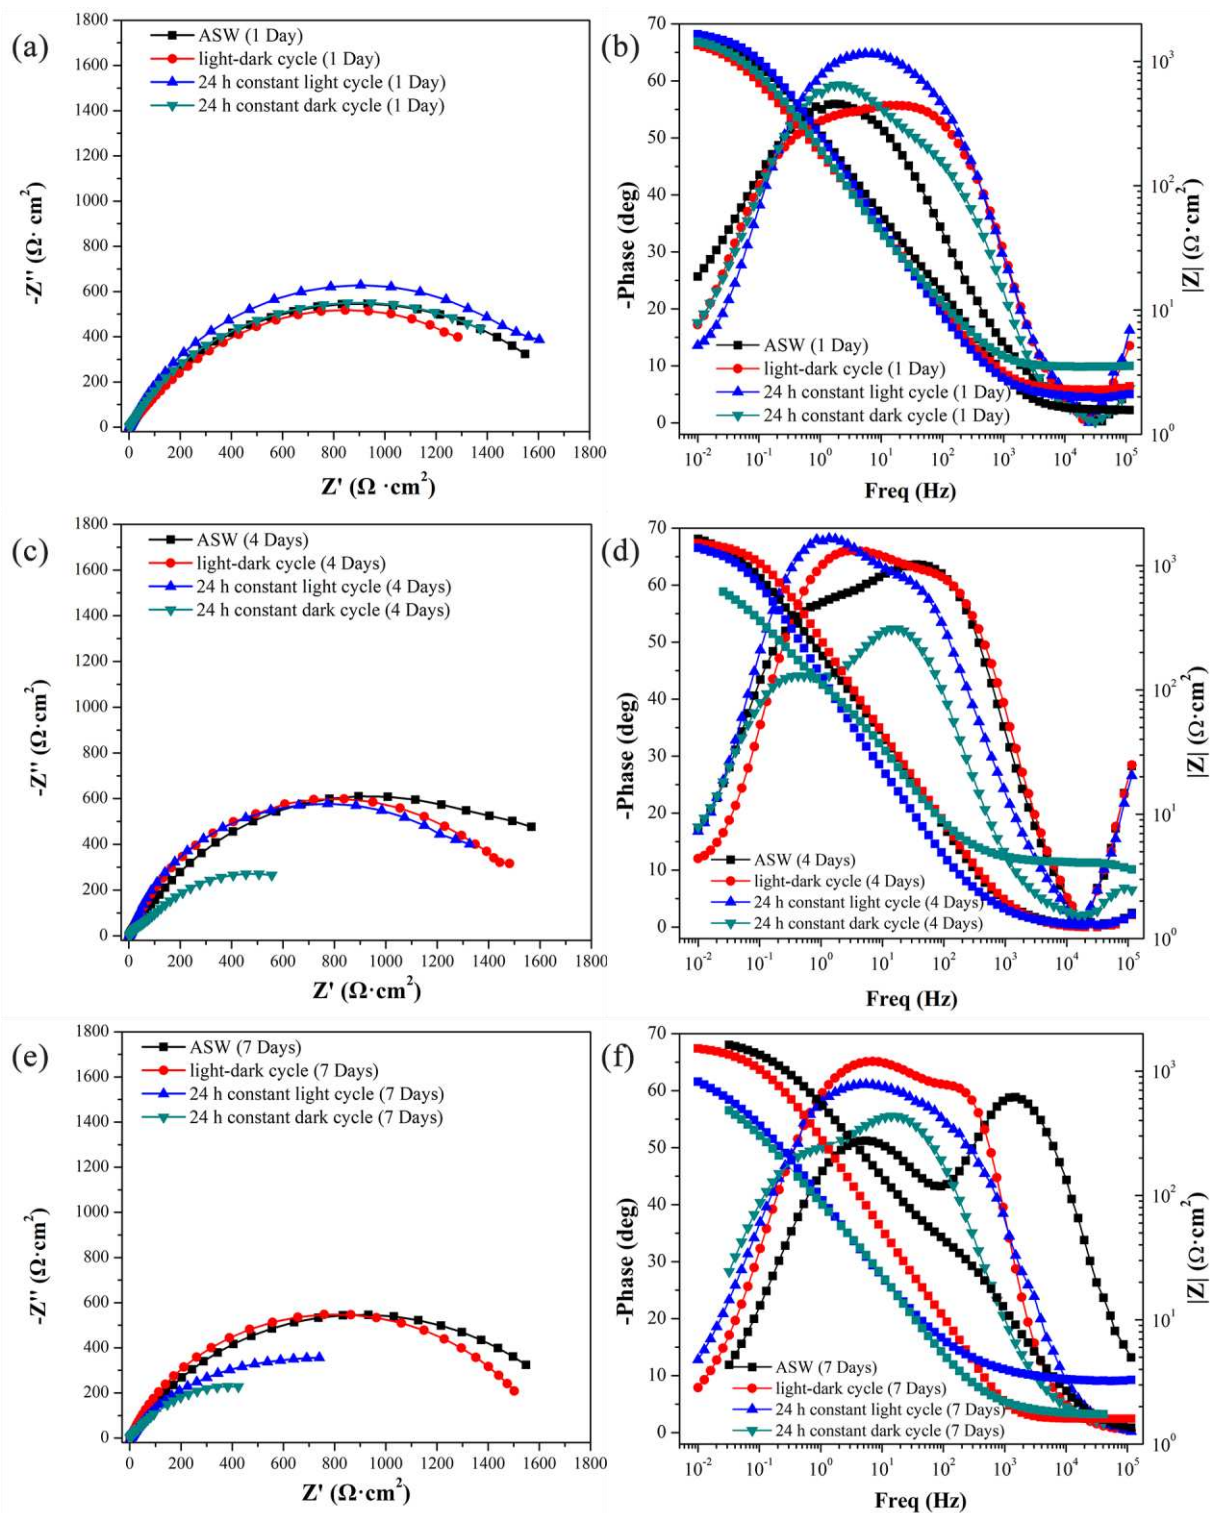 (a)
1800
1600
1400
1200
1000
800
600
400
200
0
-Z'' (Ω· cm²)
ASW (1 Day)
light-dark cycle (1 Day)
24 h constant light cycle (1 Day)
24 h constant dark cycle (1 Day)
0 200 400 600 800 1000 1200 1400 1600 1800
Z' (Ω ·cm²)
(b)
70
60
50
40
30
20
10
0
-Phase (deg)
ASW (1 Day)
light-dark cycle (1 Day)
24 h constant light cycle (1 Day)
24 h constant dark cycle (1 Day)
10³
10²
10¹
10⁰
|Z| (Ω·cm²)
10⁻² 10⁻¹ 10⁰ 10¹ 10² 10³ 10⁴ 10⁵
Freq (Hz)
(c)
1800
1600
1400
1200
1000
800
600
400
200
0
-Z'' (Ω·cm²)
ASW (4 Days)
light-dark cycle (4 Days)
24 h constant light cycle (4 Days)
24 h constant dark cycle (4 Days)
0 200 400 600 800 1000 1200 1400 1600 1800
Z' (Ω·cm²)
(d)
70
60
50
40
30
20
10
0
-Phase (deg)
ASW (4 Days)
light-dark cycle (4 Days)
24 h constant light cycle (4 Days)
24 h constant dark cycle (4 Days)
10³
10²
10¹
10⁰
|Z| (Ω·cm²)
10⁻² 10⁻¹ 10⁰ 10¹ 10² 10³ 10⁴ 10⁵
Freq (Hz)
(e)
1800
1600
1400
1200
1000
800
600
400
200
0
-Z'' (Ω·cm²)
ASW (7 Days)
light-dark cycle (7 Days)
24 h constant light cycle (7 Days)
24 h constant dark cycle (7 Days)
0 200 400 600 800 1000 1200 1400 1600 1800
Z' (Ω·cm²)
(f)
70
60
50
40
30
20
10
0
-Phase (deg)
ASW (7 Days)
light-dark cycle (7 Days)
24 h constant light cycle (7 Days)
24 h constant dark cycle (7 Days)
10³
10²
10¹
10⁰
|Z| (Ω·cm²)
10⁻² 10⁻¹ 10⁰ 10¹ 10² 10³ 10⁴ 10⁵
Freq (Hz)